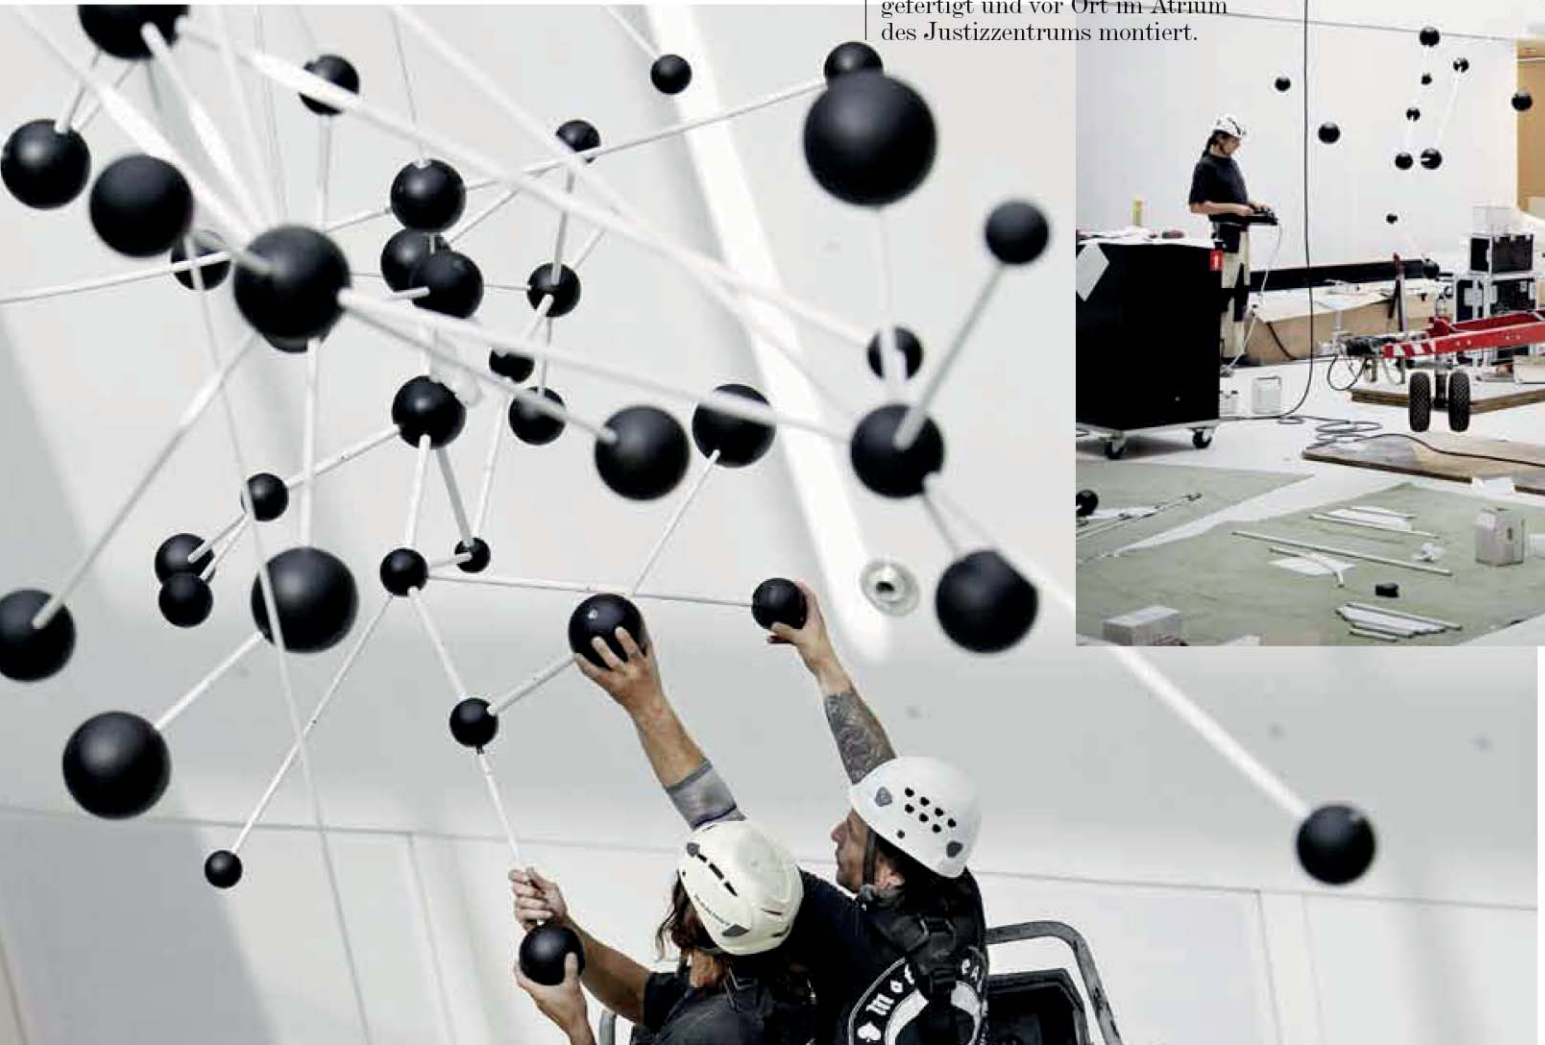 gefertigt und vor Ort im Atrium
des Justizzentrums montiert.